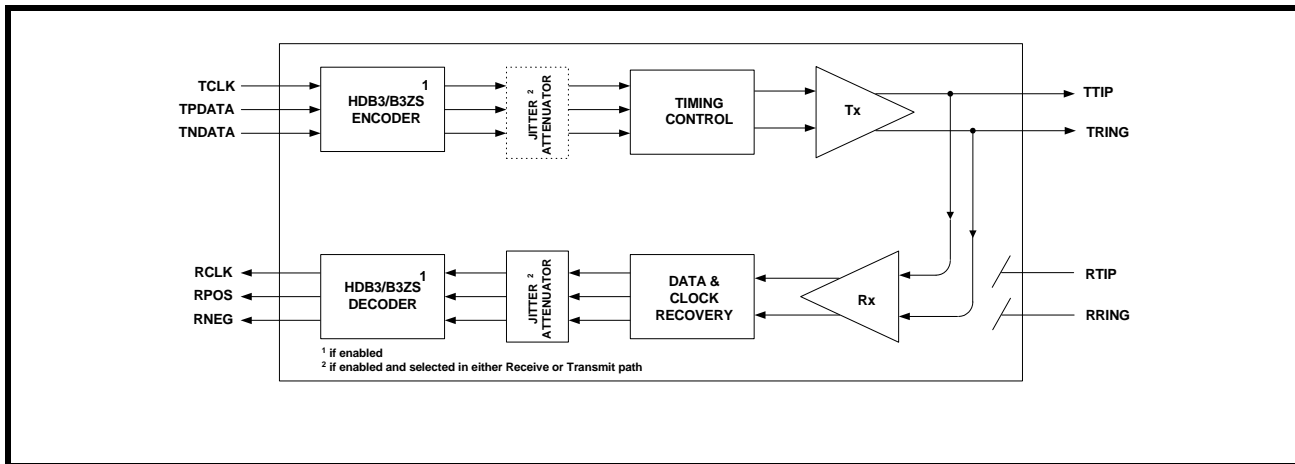 TCLK
TPDATA
TNDATA
HDB3/B3ZS 1
ENCODER
JITTER 2
ATTENUATOR
TIMING
CONTROL
Tx
TTIP
TRING
RCLK
RPOS
RNEG
HDB3/B3ZS 1
DECODER
JITTER 2
ATTENUATOR
DATA &
CLOCK
RECOVERY
Rx
RTIP
RRING
1 if enabled
2 if enabled and selected in either Receive or Transmit path